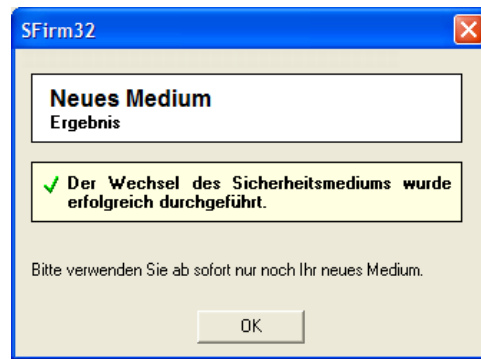 SFirm32
Neues Medium
Ergebnis
Der Wechsel des Sicherheitsmediums wurde
erfolgreich durchgeführt.
Bitte verwenden Sie ab sofort nur noch Ihr neues Medium.
OK